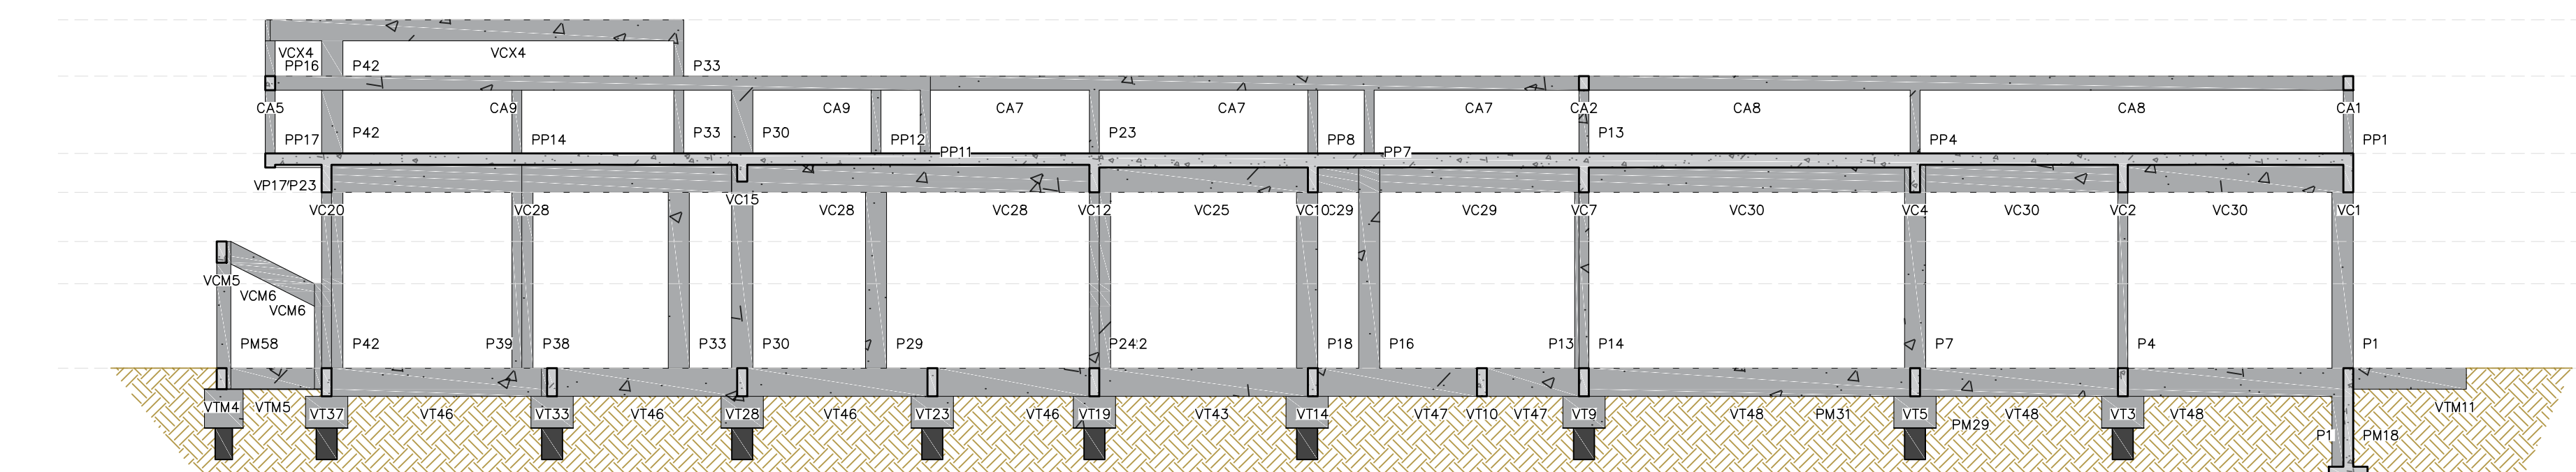 VCX4 VCX4
PP16 P42 P33
CA5 CA9 CA9 CA7 CA7 CA7 CA2 CA8 CA8 CA1
PP17 P42 PP14 P33 P30 PP12 P23 PP8 P13 PP4 PP1
PP11 PP7
VC15
VC20 VC28 VC28 VC28 VC12 VC25 VC10 VC29 VC7 VC30 VC4 VC30 VC2 VC30 VC1
VCM5
VCM6
VCM6
PM58 P42 P39 P38 P33 P30 P29 P18 P16 P13 P14 P7 P4 P1
VTM4 VTM5 VT37 VT46 VT33 VT46 VT28 VT46 VT23 VT46 VT19 VT43 VT14 VT47 VT10 VT47 VT9 VT48 PM31 VT5 VT48 VT3 VT48 VTM11
PM29
P1 PM18